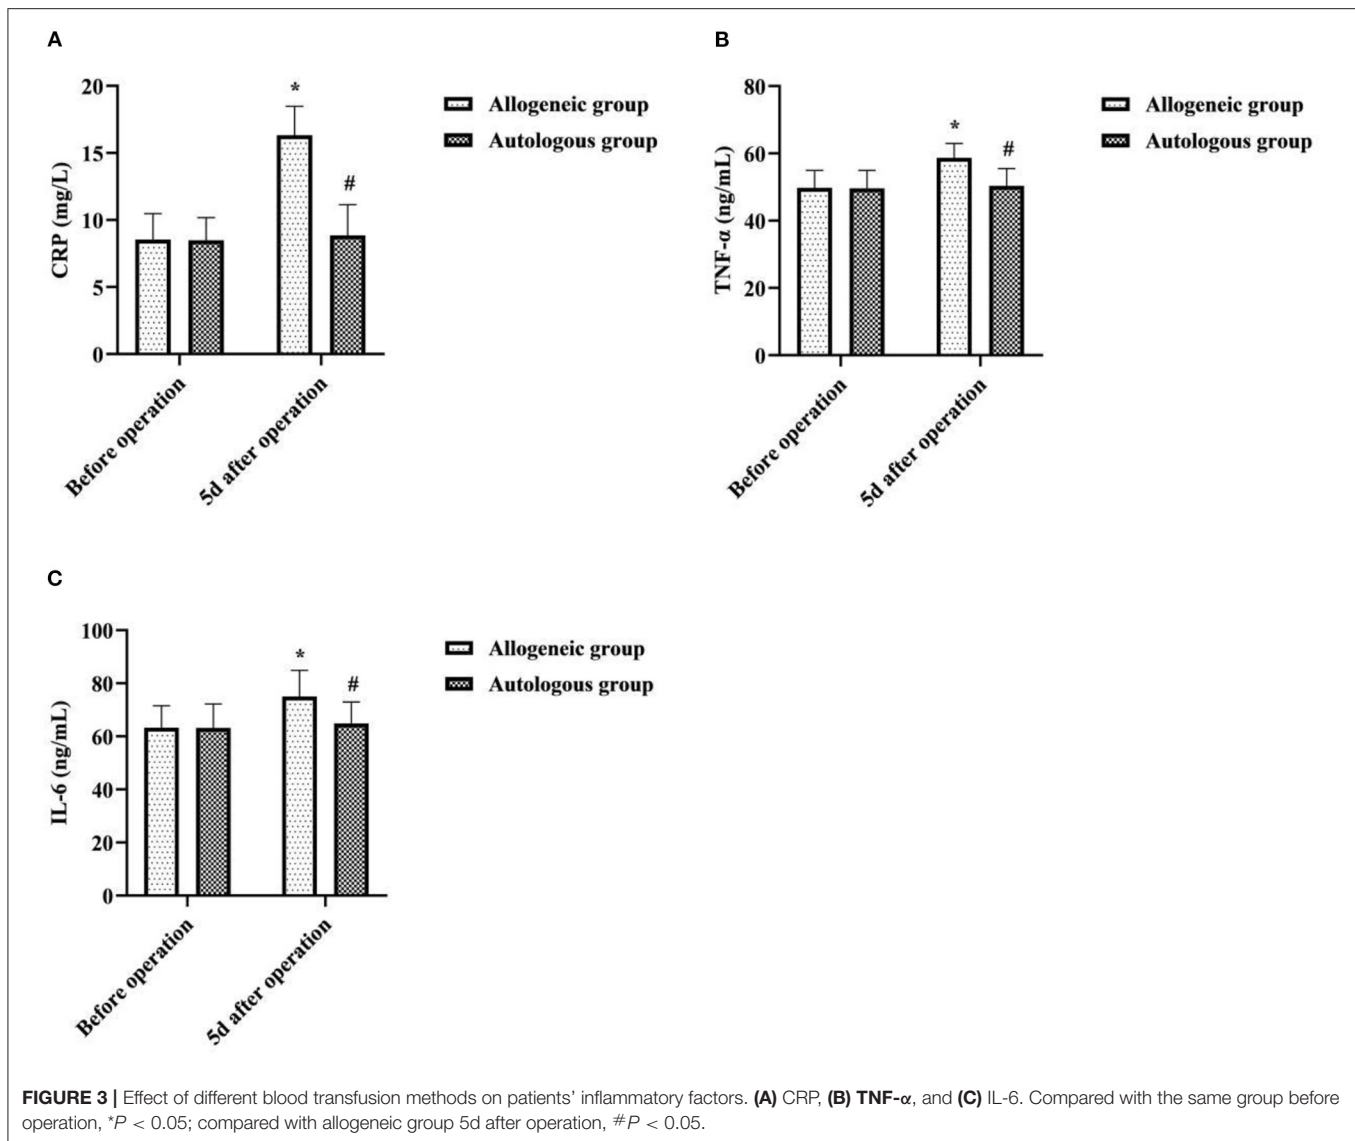 A
20
15
10
5
0
CRP (mg/L)
*
#
Allogeneic group
Autologous group
Before operation
5d after operation
B
80
60
40
20
0
TNF-α (ng/mL)
*
#
Allogeneic group
Autologous group
Before operation
5d after operation
C
100
80
60
40
20
0
IL-6 (ng/mL)
*
#
Allogeneic group
Autologous group
Before operation
5d after operation
FIGURE 3 | Effect of different blood transfusion methods on patients' inflammatory factors. (A) CRP, (B) TNF-α, and (C) IL-6. Compared with the same group before
operation, *P < 0.05; compared with allogeneic group 5d after operation, #P < 0.05.